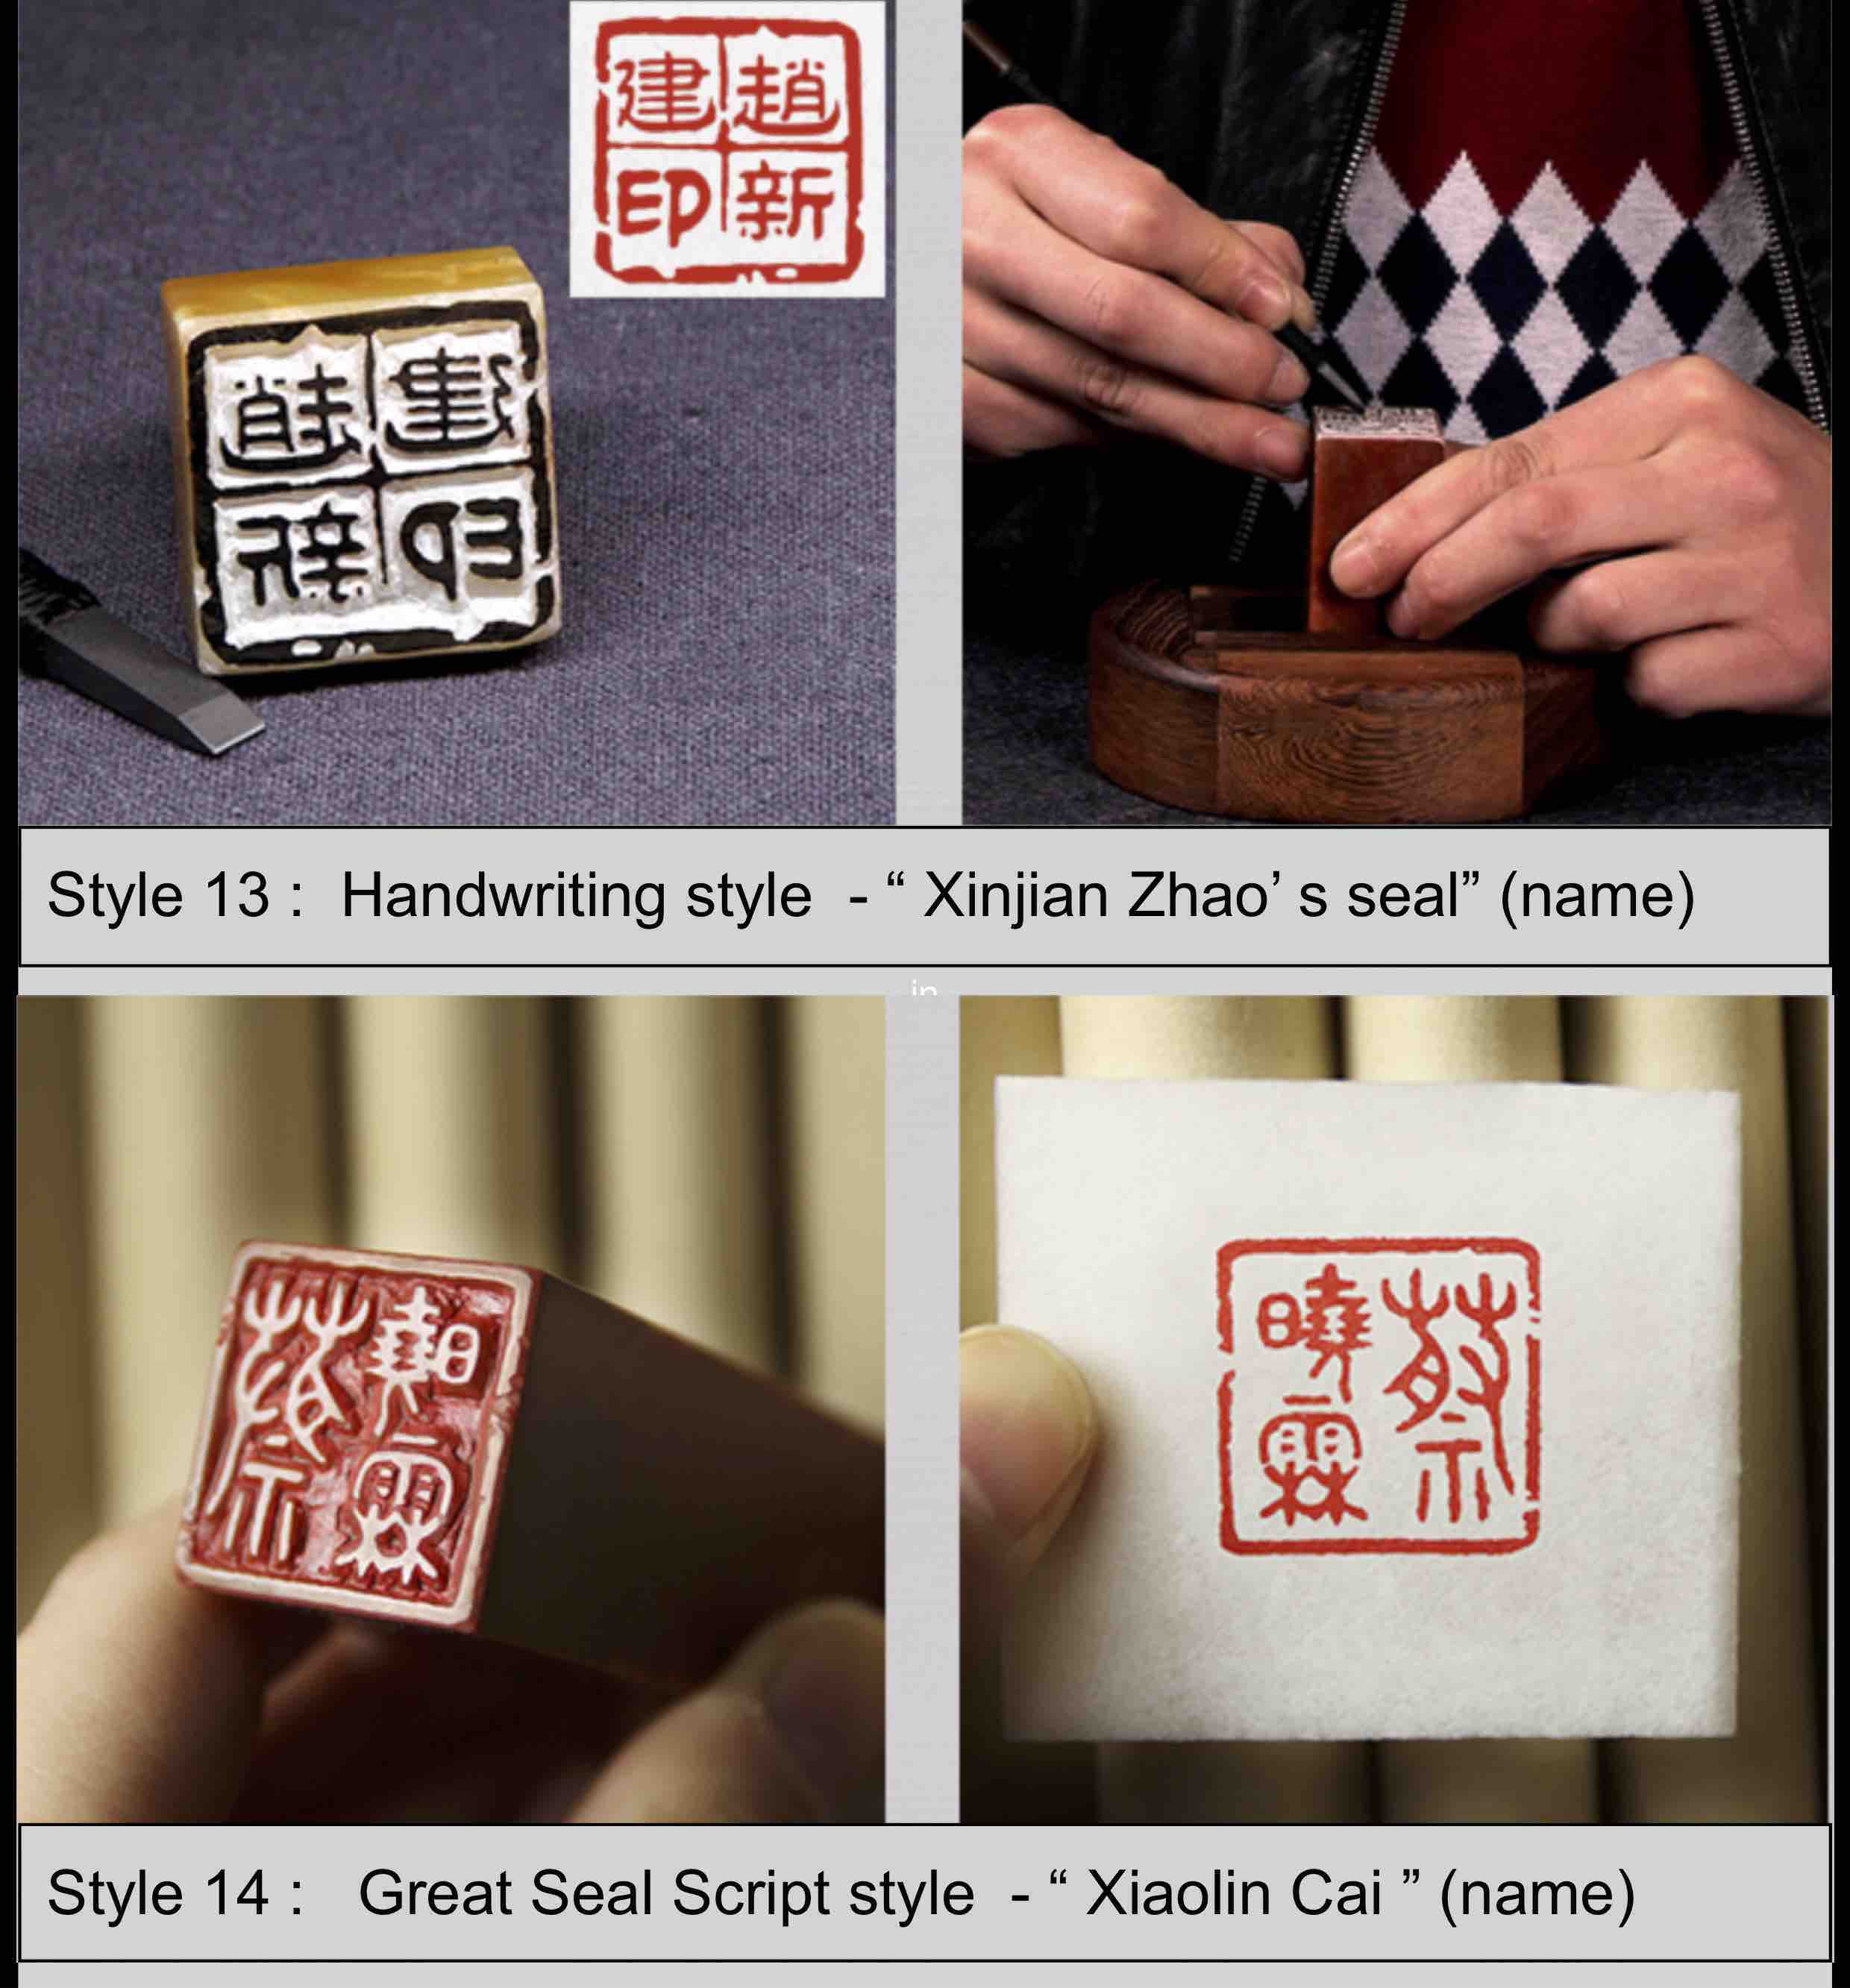 建趙
印新
Style 13 : Handwriting style - “ Xinjian Zhao’ s seal” (name)
in
曉蔡
霖
Style 14 : Great Seal Script style - “ Xiaolin Cai ” (name)